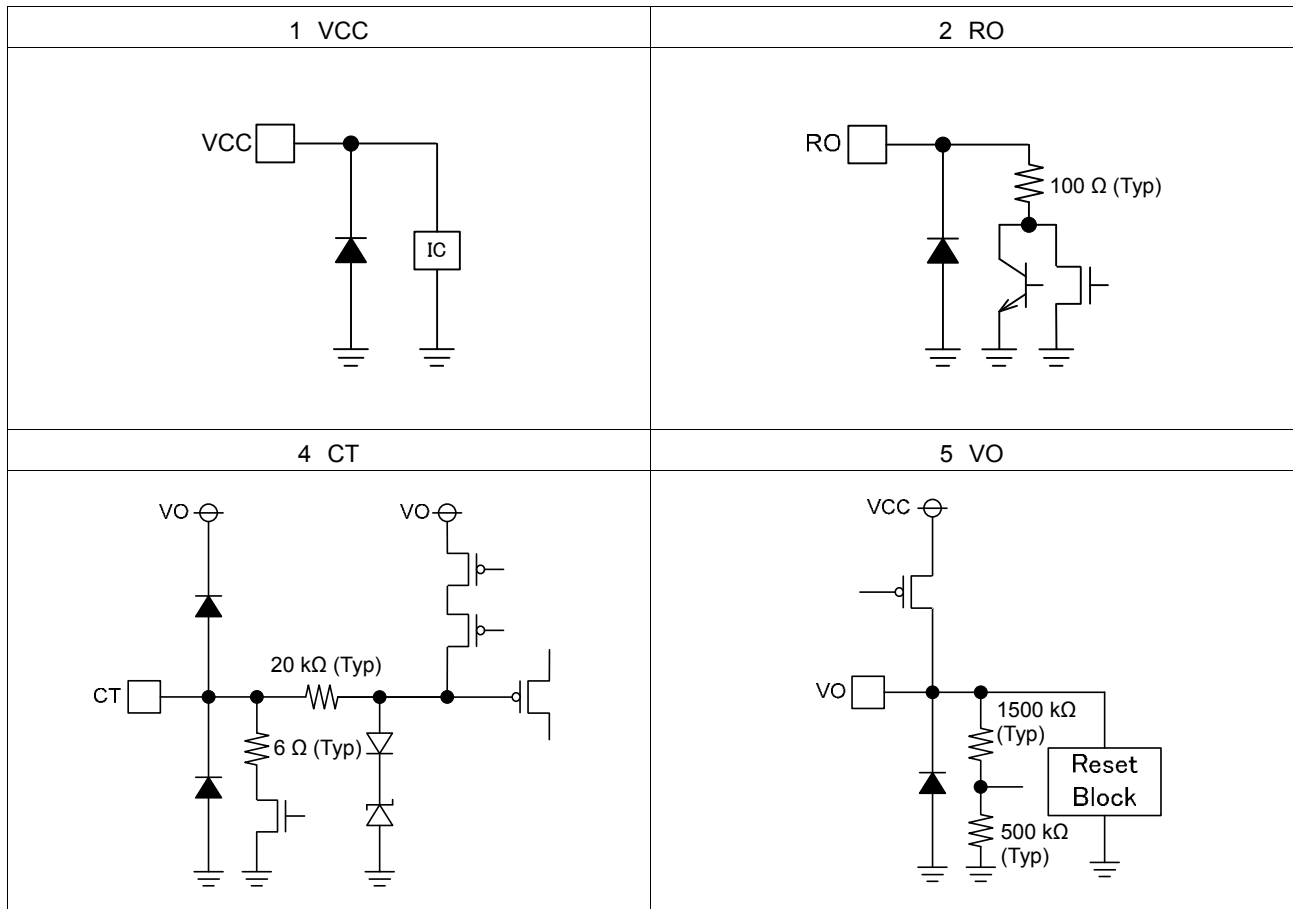 1 VCC
2 RO
VCC
IC
RO
100 Ω (Typ)
4 CT
5 VO
VO
VO
20 kΩ (Typ)
CT
6 Ω (Typ)
VCC
VO
1500 kΩ
(Typ)
Reset
Block
500 kΩ
(Typ)